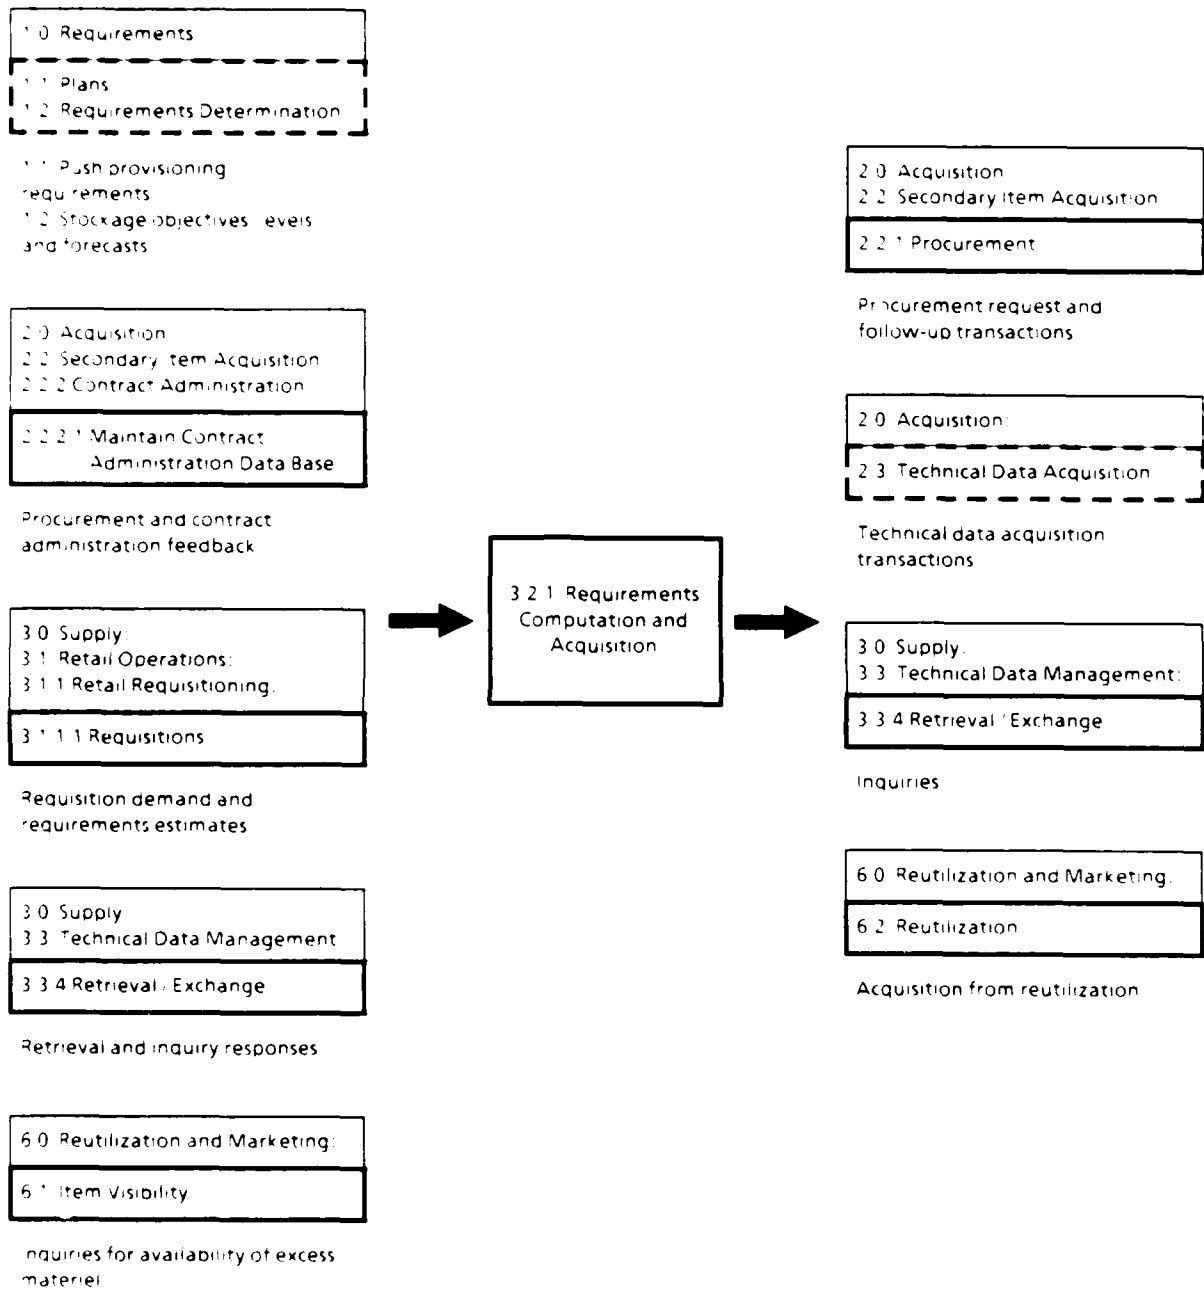 1.0 Requirements
1.1 Plans
1.2 Requirements Determination
1.1 Push provisioning
requirements
1.2 Stockage objectives levels
and forecasts
2.0 Acquisition
2.2 Secondary Item Acquisition
2.2.2 Contract Administration
2.2.2.1 Maintain Contract
Administration Data Base
Procurement and contract
administration feedback
3.0 Supply:
3.1 Retail Operations:
3.1.1 Retail Requisitioning.
3.1.1.1 Requisitions
Requisition demand and
requirements estimates
3.0 Supply
3.3 Technical Data Management
3.3.4 Retrieval / Exchange
Retrieval and inquiry responses
6.0 Reutilization and Marketing:
6.1 Item Visibility
Inquiries for availability of excess
materiel
3.2.1 Requirements
Computation and
Acquisition
2.0 Acquisition
2.2 Secondary Item Acquisition
2.2.1 Procurement
Procurement request and
follow-up transactions
2.0 Acquisition:
2.3 Technical Data Acquisition
Technical data acquisition
transactions
3.0 Supply.
3.3 Technical Data Management:
3.3.4 Retrieval / Exchange
Inquiries
6.0 Reutilization and Marketing.
6.2 Reutilization
Acquisition from reutilization